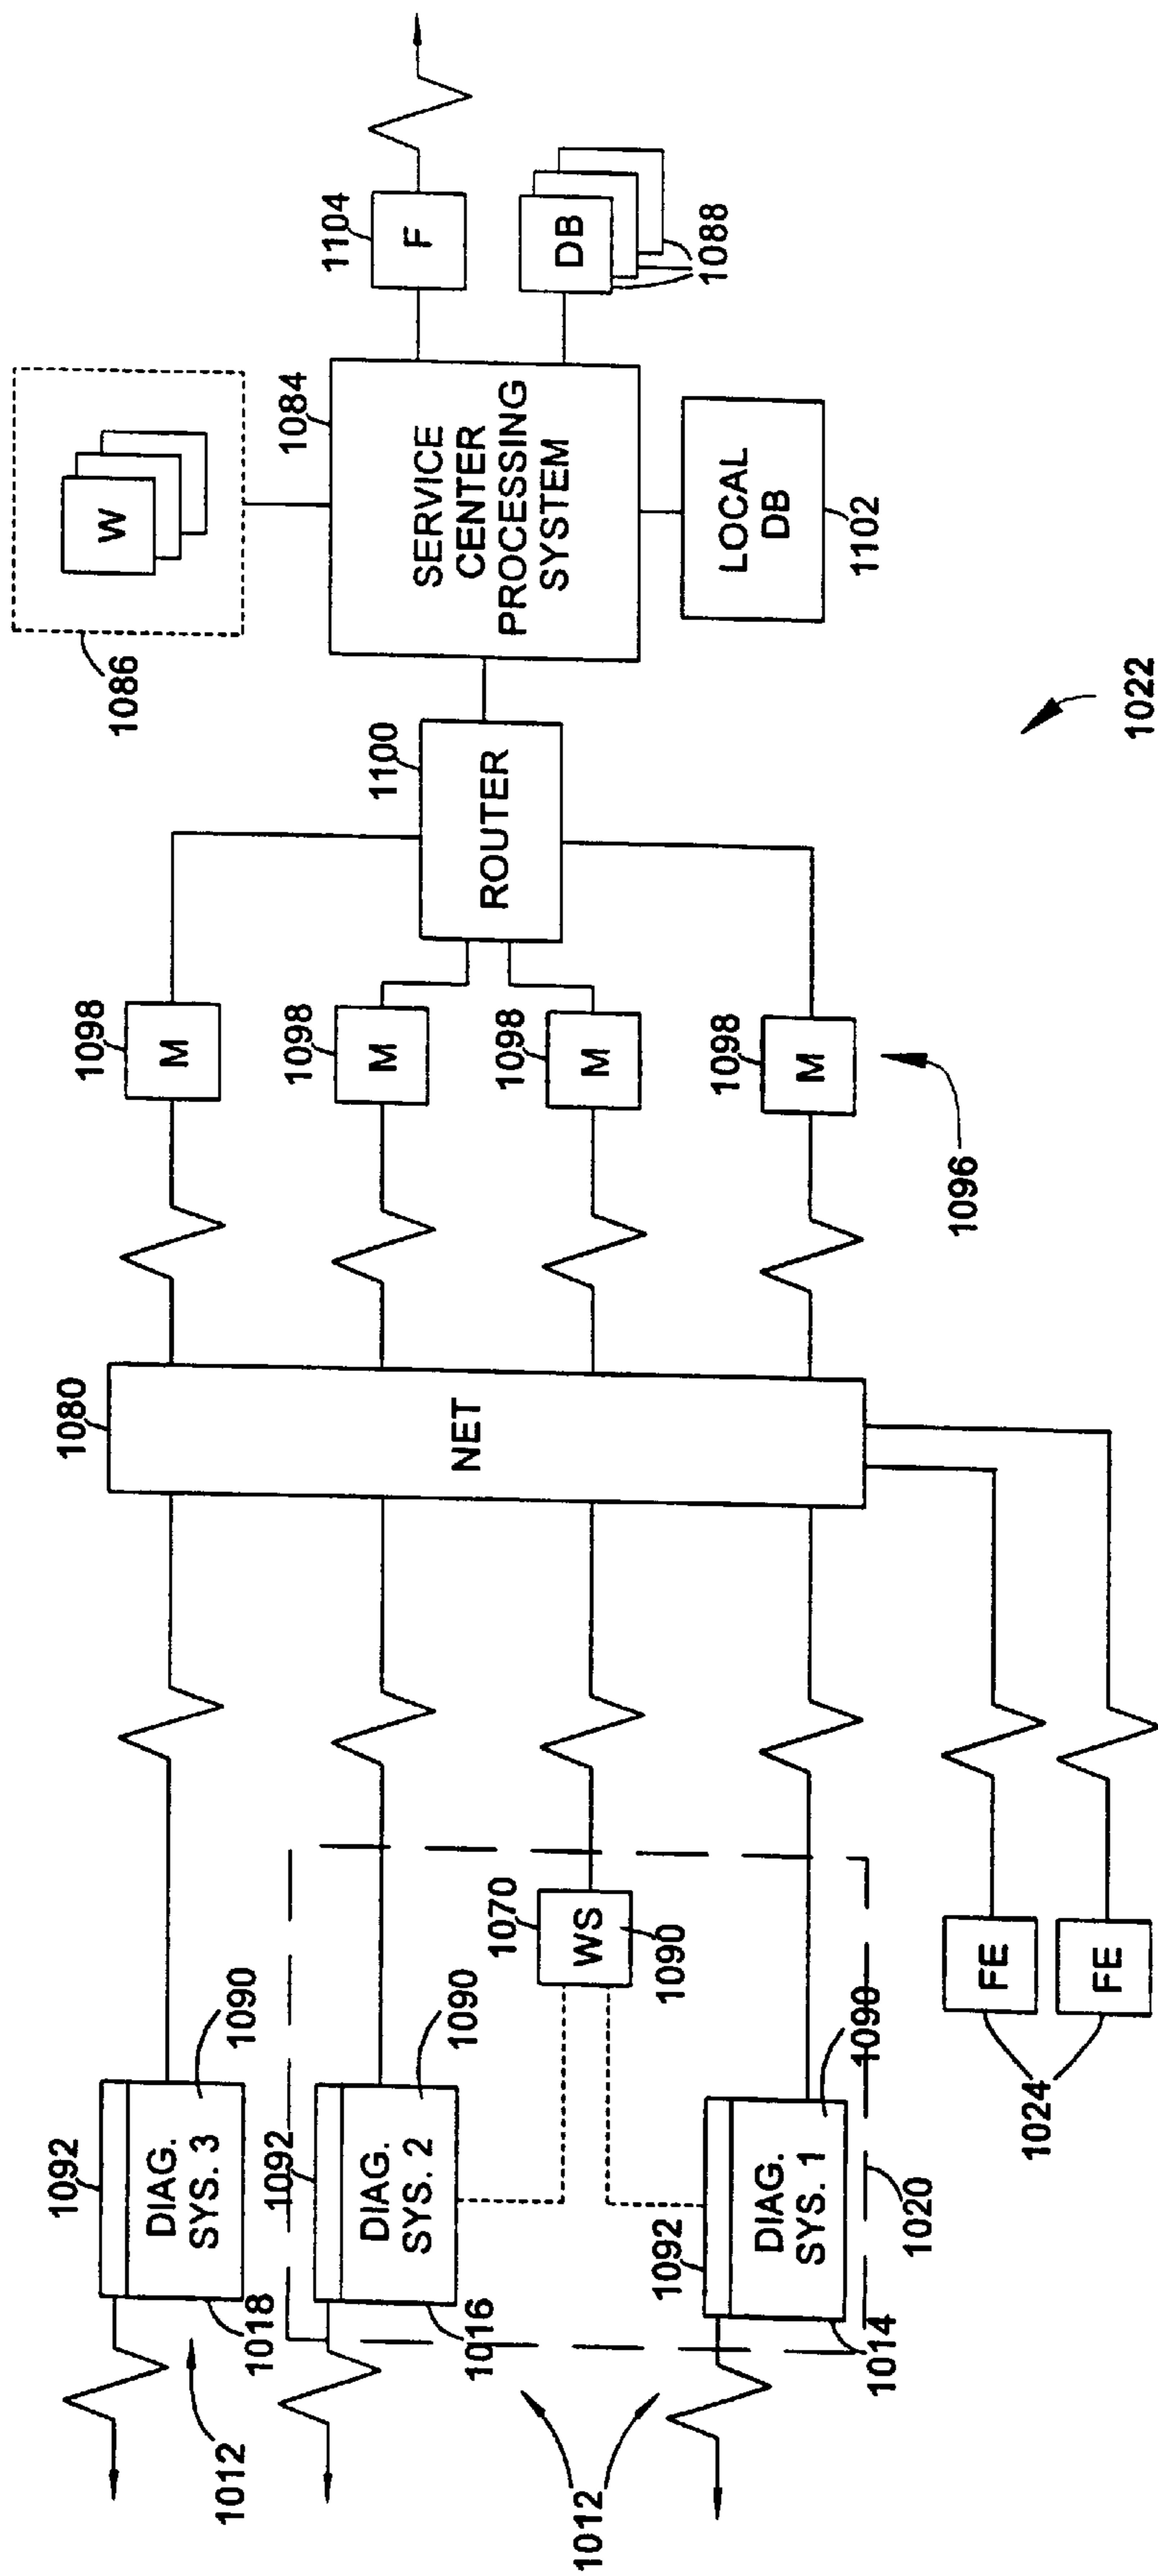 1092
DIAG.
SYS. 3
1090
1018
1012
1092
DIAG.
SYS. 2
1090
1016
1070
WS
1090
1012
1092
DIAG.
SYS. 1
1090
1014
1020
FE
FE
1024
1080
NET
1098
M
1098
M
1098
M
1098
M
1096
1100
ROUTER
1086
W
1084
SERVICE
CENTER
PROCESSING
SYSTEM
1104
F
DB
1088
LOCAL
DB
1102
1022